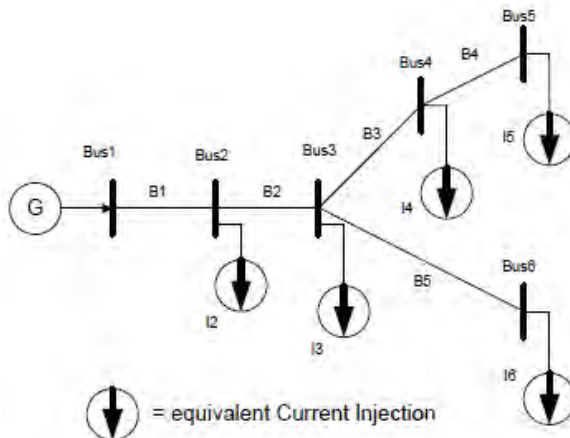 Bus5
B4
Bus4
B3
I5
Bus3
Bus2
Bus1
I4
G
B1
B2
Bus6
B5
I2
I3
I6
= equivalent Current Injection